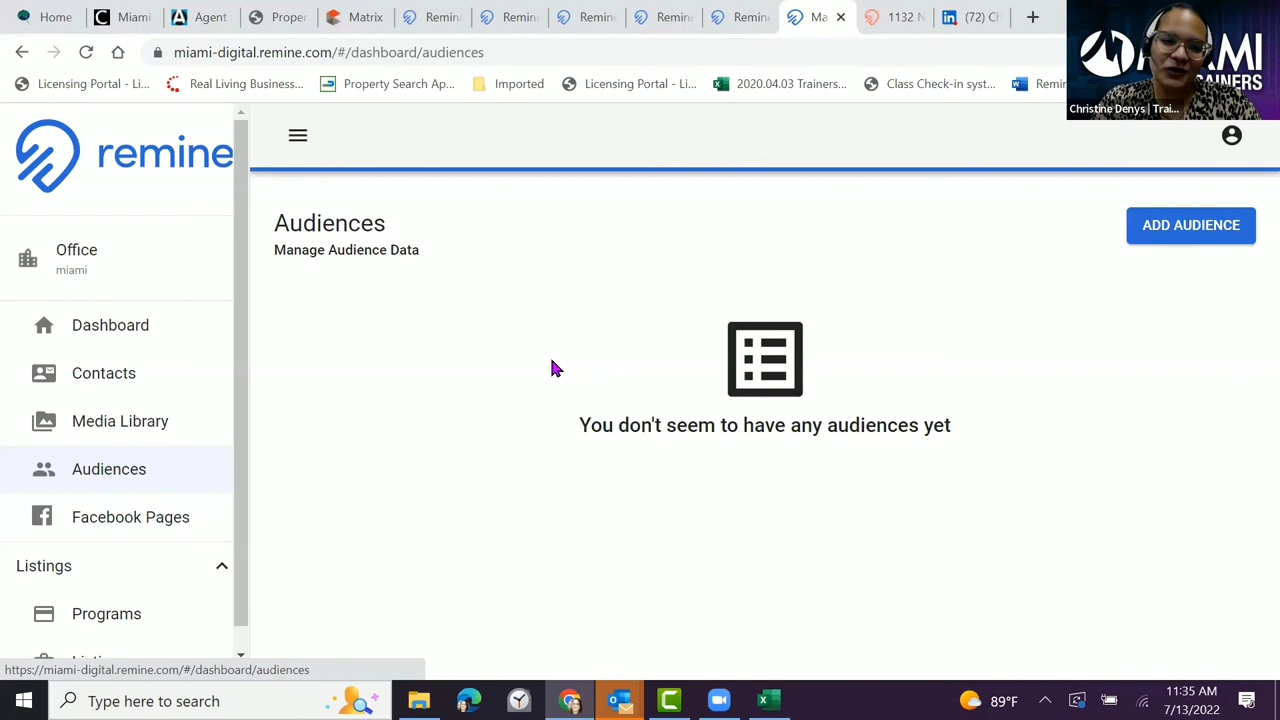 Home
Miami
Agent
Proper
Matrix
Remine
Remin
Remine
Remin
Remine
Ma
1132 N
(72) Ch
miami-digital.remine.com/#/dashboard/audiences
Licensing Portal - Li...
Real Living Business...
Property Search Ap...
Imported
Licensing Portal - Li...
2020.04.03 Trainers...
Class Check-in syst...
Christine Denys | Trai...
remine
Office
miami
Dashboard
Contacts
Media Library
Audiences
Facebook Pages
Listings
Programs
Audiences
Manage Audience Data
ADD AUDIENCE
You don't seem to have any audiences yet
https://miami-digital.remine.com/#/dashboard/audiences
Type here to search
89°F
11:35 AM
7/13/2022